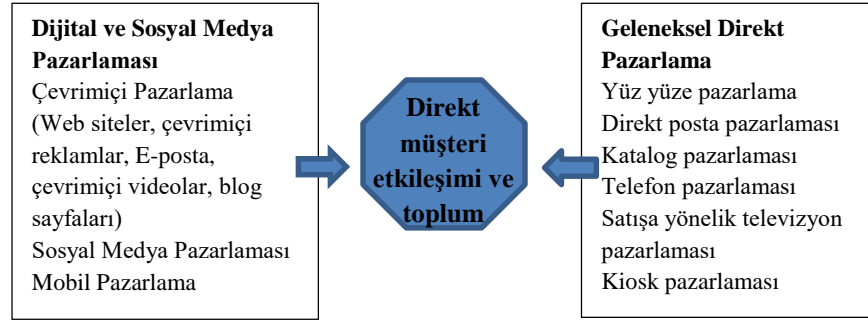 Dijital ve Sosyal Medya
Pazarlaması
Çevrimiçi Pazarlama
(Web siteler, çevrimiçi
reklamlar, E-posta,
çevrimiçi videolar, blog
sayfaları)
Sosyal Medya Pazarlaması
Mobil Pazarlama
Direkt
müşteri
etkileşimi ve
toplum
Geleneksel Direkt
Pazarlama
Yüz yüze pazarlama
Direkt posta pazarlaması
Katalog pazarlaması
Telefon pazarlaması
Satışa yönelik televizyon
pazarlaması
Kiosk pazarlaması